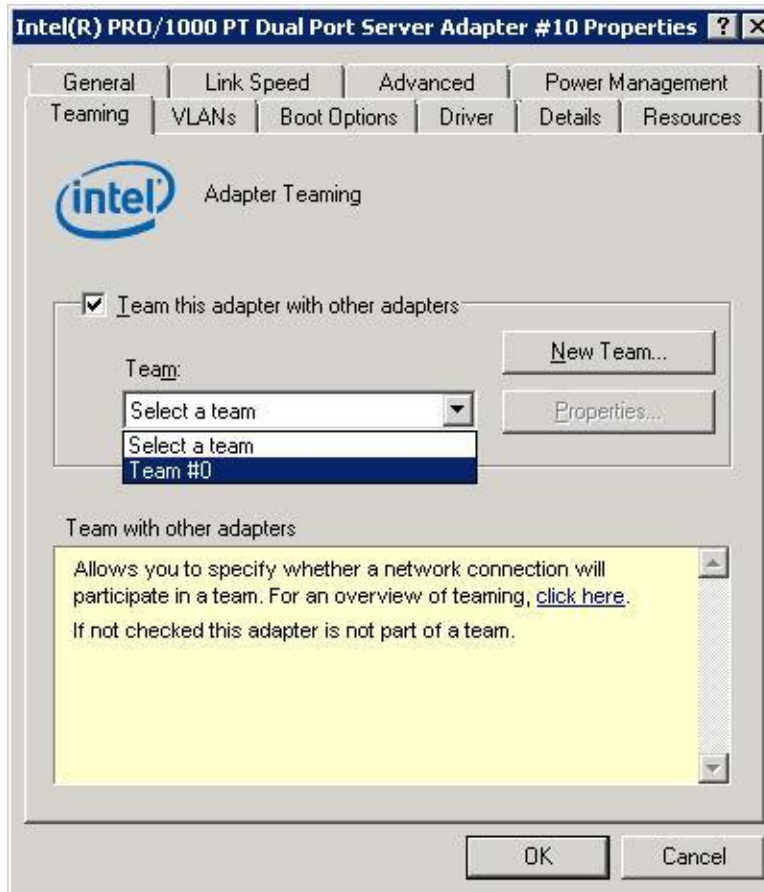 Intel(R) PRO/1000 PT Dual Port Server Adapter #10 Properties
General Link Speed Advanced Power Management
Teaming VLANs Boot Options Driver Details Resources
intel Adapter Teaming
Team this adapter with other adapters
New Team...
Team:
Select a team
Properties...
Select a team
Team #0
Team with other adapters
Allows you to specify whether a network connection will
participate in a team. For an overview of teaming, click here.
If not checked this adapter is not part of a team.
OK Cancel